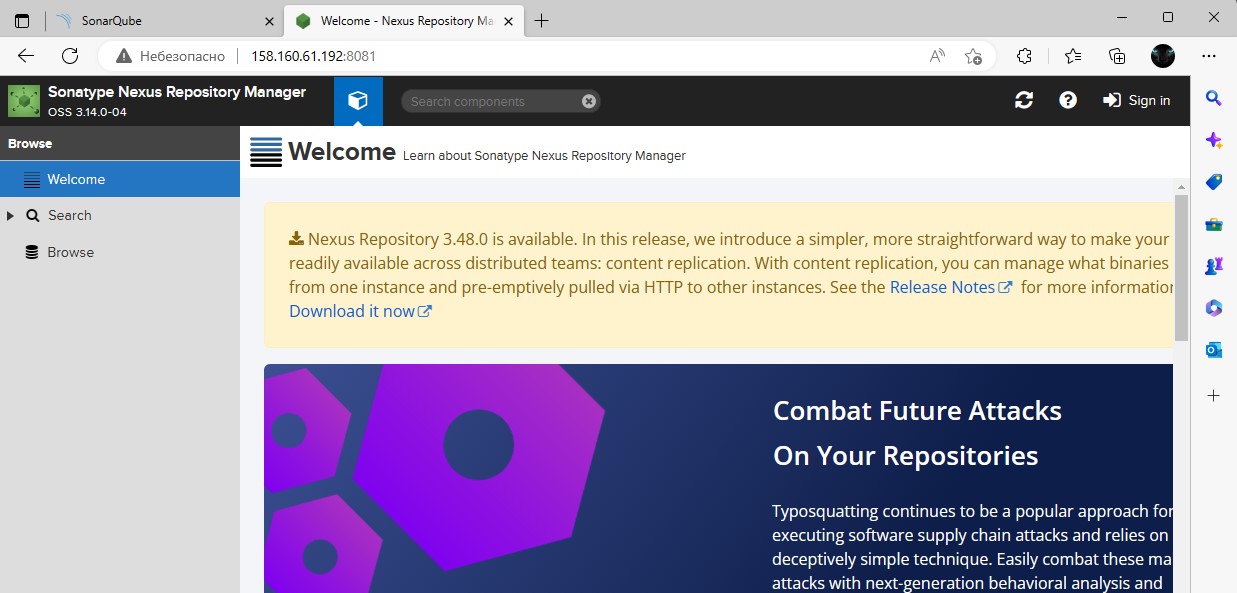 SonarQube
Welcome - Nexus Repository Ma
Небезопасно
158.160.61.192:8081
Sonatype Nexus Repository Manager
OSS 3.14.0-04
Search components
Sign in
Browse
Welcome
Search
Browse
Welcome Learn about Sonatype Nexus Repository Manager
Nexus Repository 3.48.0 is available. In this release, we introduce a simpler, more straightforward way to make your
readily available across distributed teams: content replication. With content replication, you can manage what binaries
from one instance and pre-emptively pulled via HTTP to other instances. See the Release Notes for more information
Download it now
Combat Future Attacks
On Your Repositories
Typosquatting continues to be a popular approach for
executing software supply chain attacks and relies on
deceptively simple technique. Easily combat these ma
attacks with next-generation behavioral analysis and